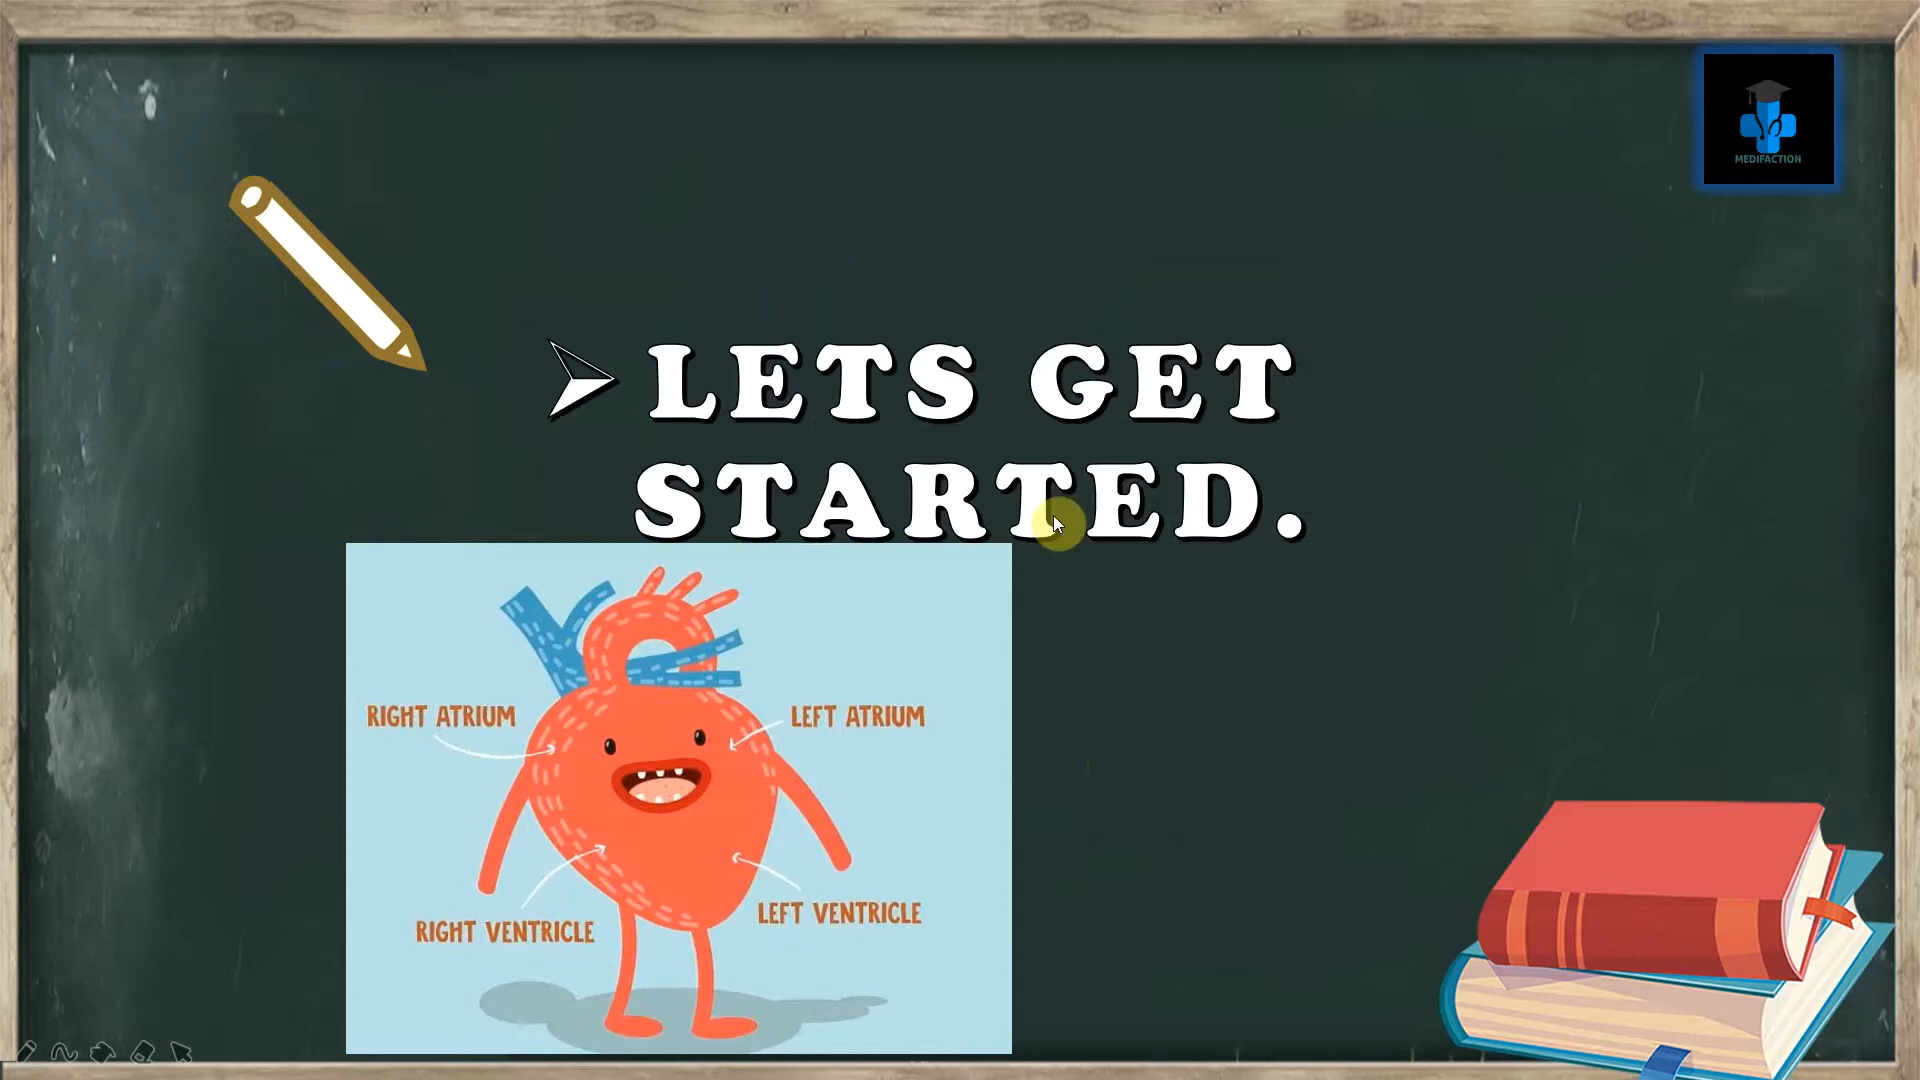 MEDIFACTION
LETS GET
STARTED.
RIGHT ATRIUM
LEFT ATRIUM
RIGHT VENTRICLE
LEFT VENTRICLE